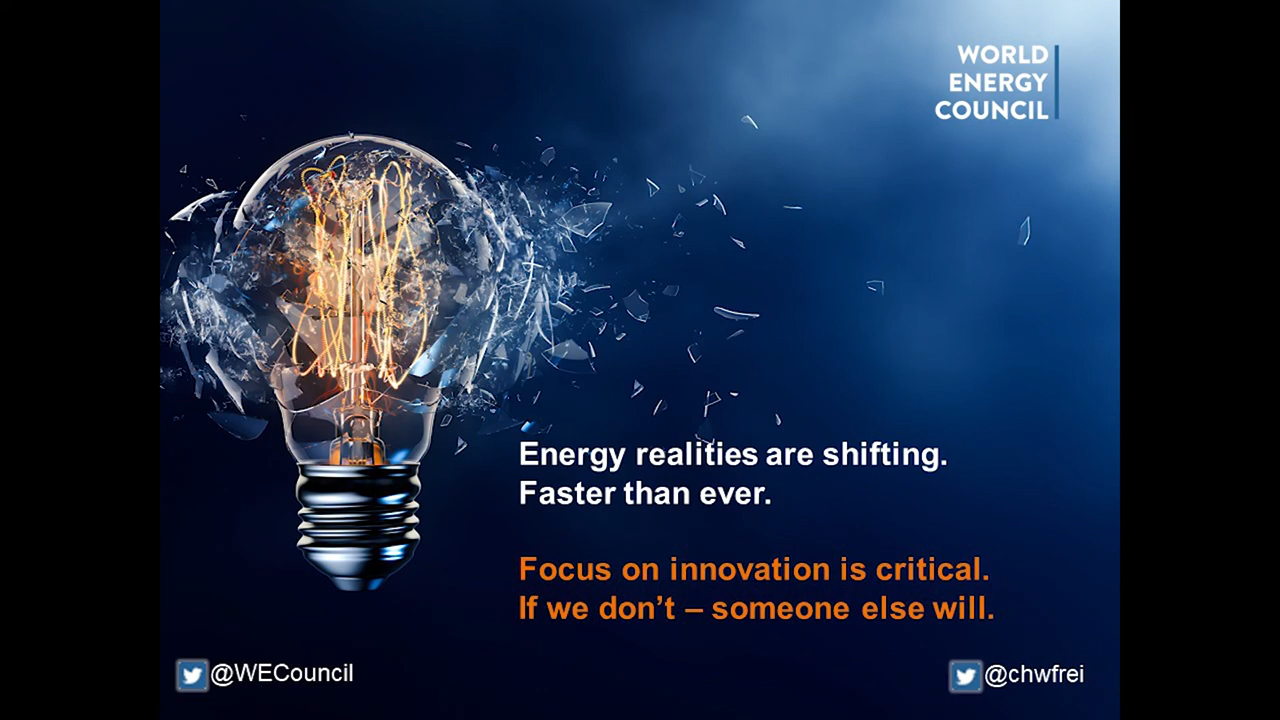 WORLD
ENERGY
COUNCIL
Energy realities are shifting.
Faster than ever.
Focus on innovation is critical.
If we don’t – someone else will.
@WECouncil
@chwfrei